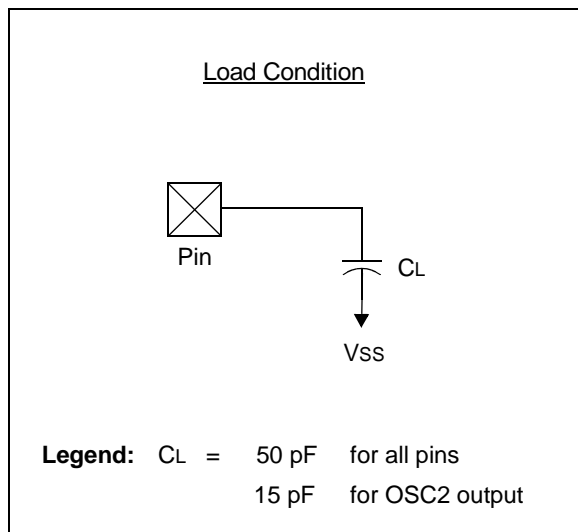 Load Condition
Pin
CL
VSS
Legend: CL = 50 pF for all pins
15 pF for OSC2 output